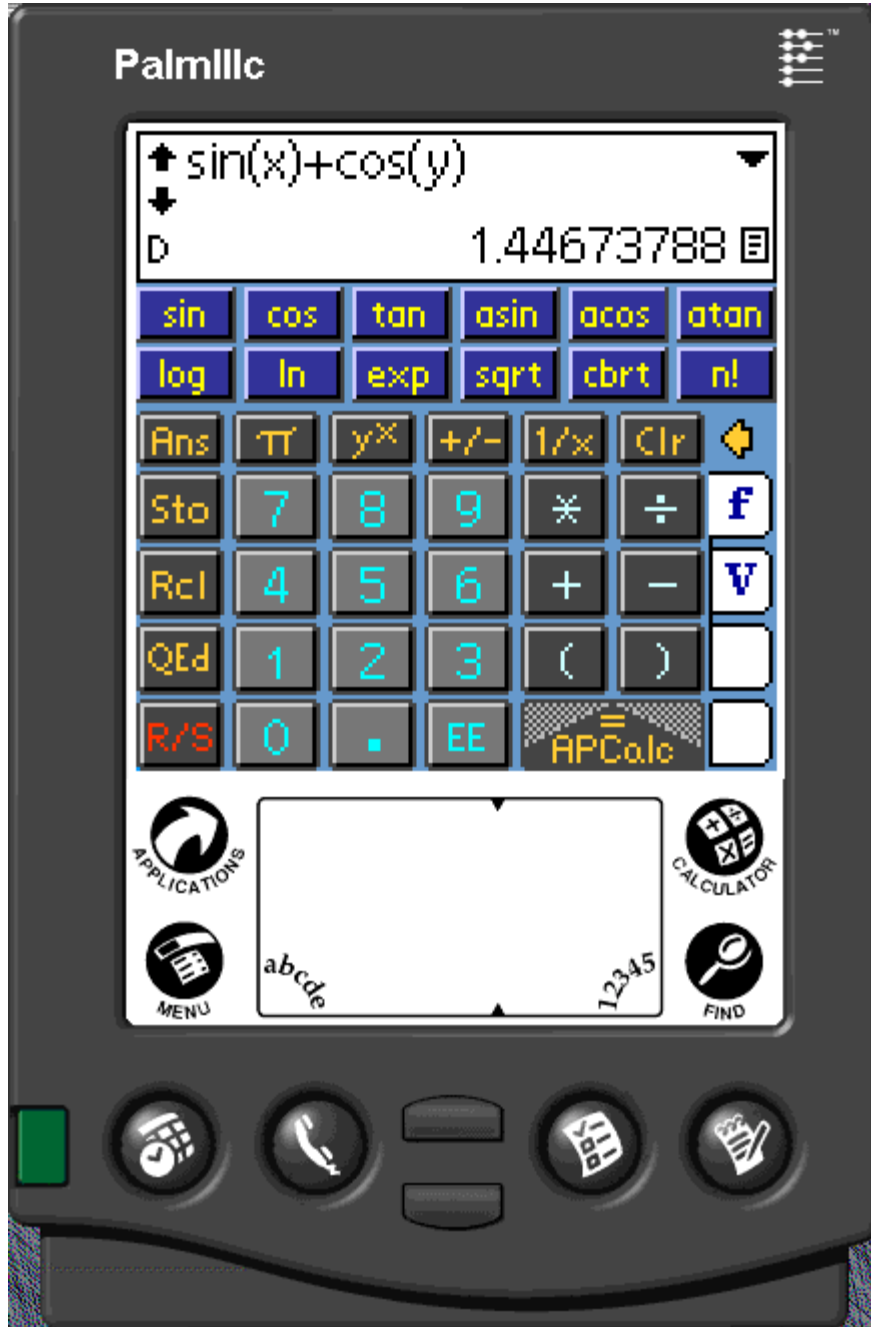 PalmIIIc
TM
sin(x)+cos(y)
D 1.44673788
sin cos tan asin acos atan
log ln exp sqrt cbrt n!
Ans π yˣ +/- 1/x Clr
Sto 7 8 9 * ÷ f
Rcl 4 5 6 + − V
QEd 1 2 3 ( )
R/S 0 . EE =
APCalc
APPLICATIONS
CALCULATOR
MENU
abcde
12345
FIND